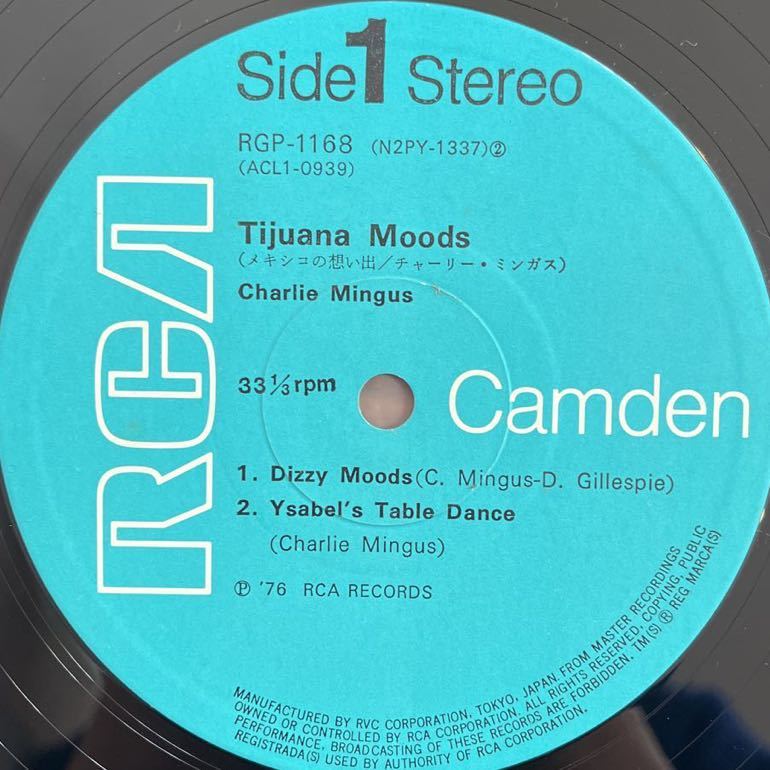 Side 1 Stereo
RGP-1168 (N2PY-1337)②
(ACL1-0939)
Tijuana Moods
(メキシコの想い出／チャーリー・ミンガス)
Charlie Mingus
33 1/3 rpm
RCA
Camden
1. Dizzy Moods (C. Mingus-D. Gillespie)
2. Ysabel's Table Dance
(Charlie Mingus)
Ⓟ '76 RCA RECORDS
MANUFACTURED BY RVC CORPORATION, TOKYO, JAPAN. FROM MASTER RECORDINGS
OWNED OR CONTROLLED BY RCA CORPORATION. ALL RIGHTS RESERVED, COPYING, PUBLIC
PERFORMANCE, BROADCASTING OF THESE RECORDS ARE FORBIDDEN. TM(S) ® REG MARCA(S)
REGISTRADA(S) USED BY AUTHORITY OF RCA CORPORATION.